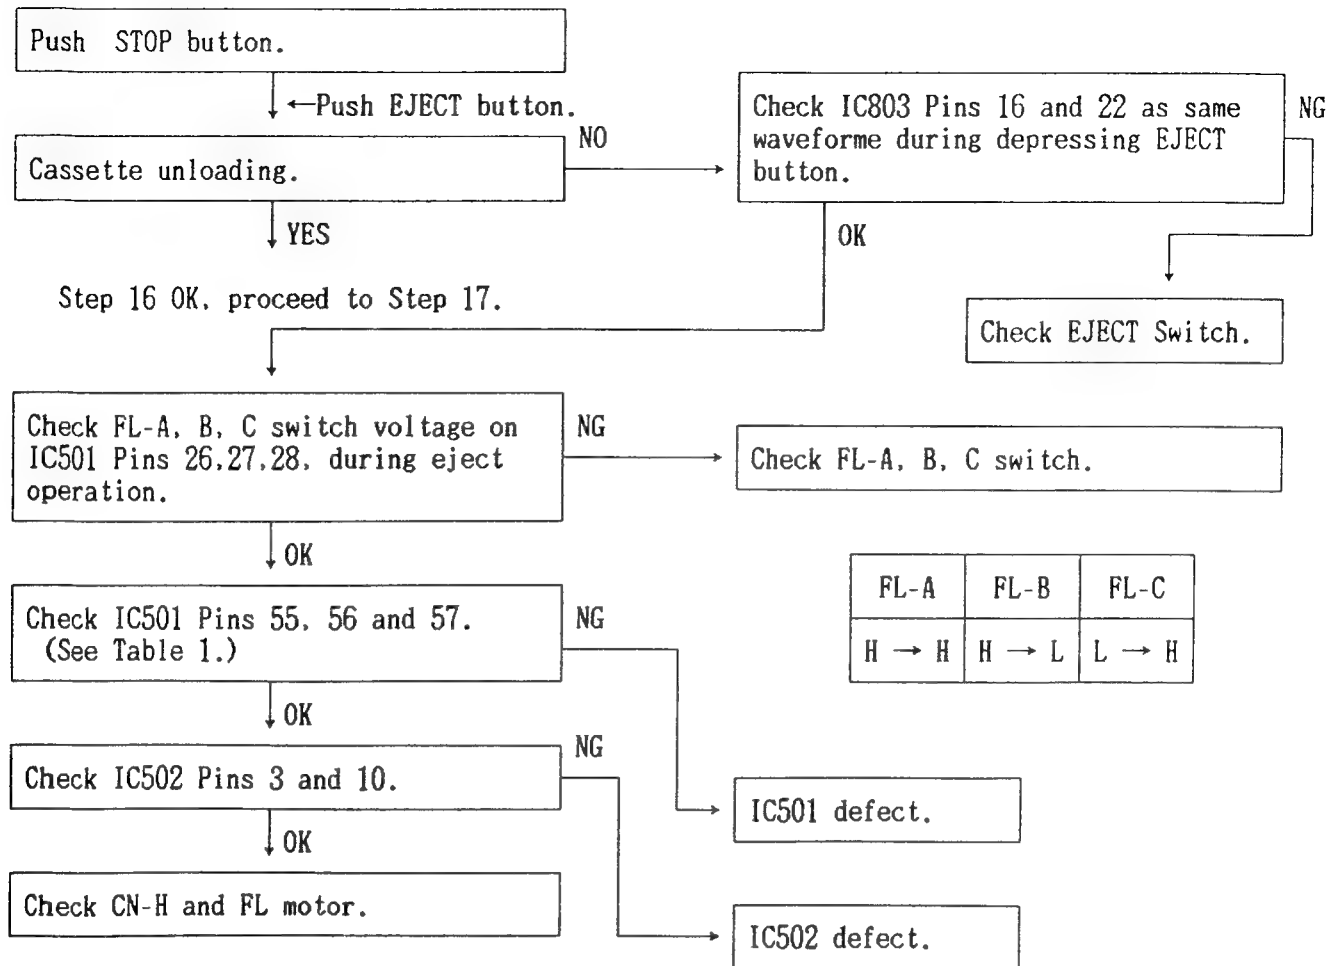 Push STOP button.
←Push EJECT button.
Cassette unloading.
NO
Check IC803 Pins 16 and 22 as same
waveforme during depressing EJECT
button.
NG
YES
OK
Step 16 OK, proceed to Step 17.
Check EJECT Switch.
Check FL-A, B, C switch voltage on
IC501 Pins 26,27,28, during eject
operation.
NG
Check FL-A, B, C switch.
OK
Check IC501 Pins 55, 56 and 57.
(See Table 1.)
NG
FL-A FL-B FL-C
H → H H → L L → H
OK
Check IC502 Pins 3 and 10.
NG
IC501 defect.
OK
Check CN-H and FL motor.
IC502 defect.